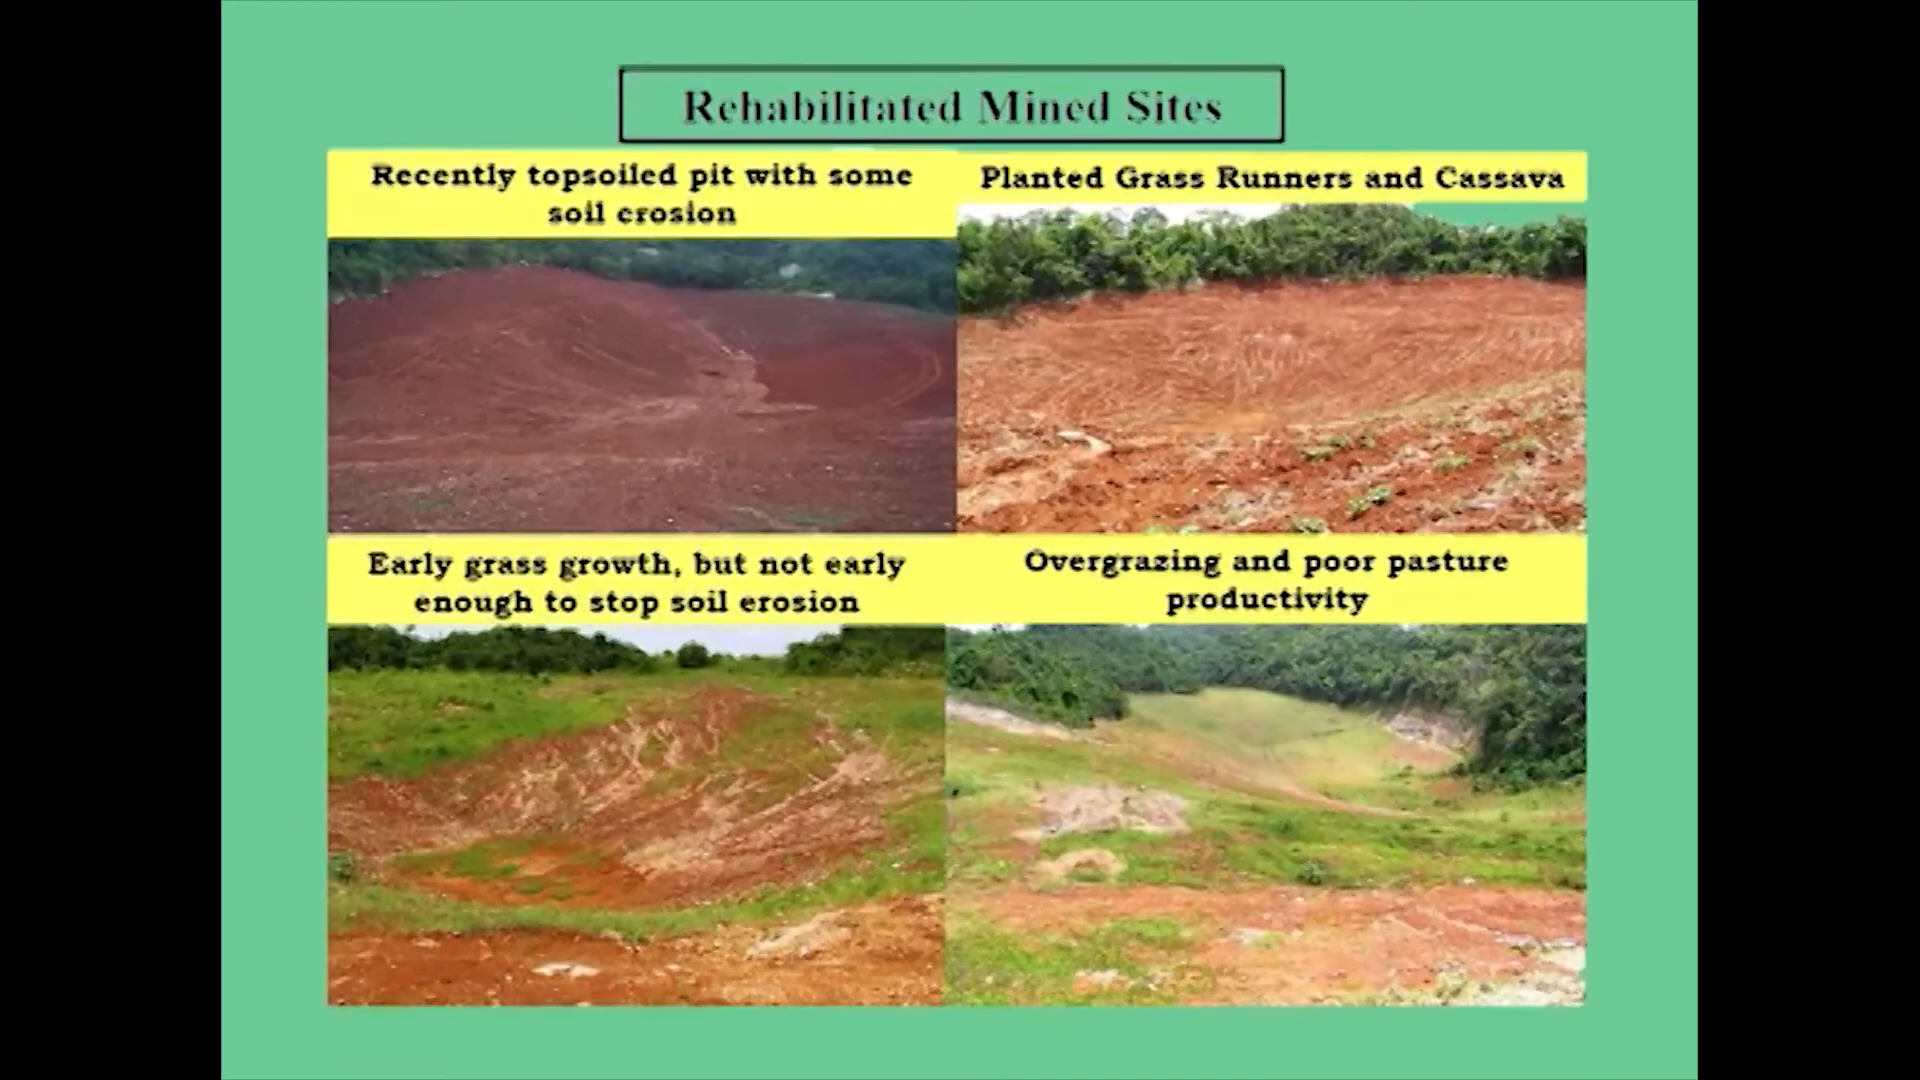 Rehabilitated Mined Sites
Recently topsoiled pit with some
soil erosion
Planted Grass Runners and Cassava
Early grass growth, but not early
enough to stop soil erosion
Overgrazing and poor pasture
productivity